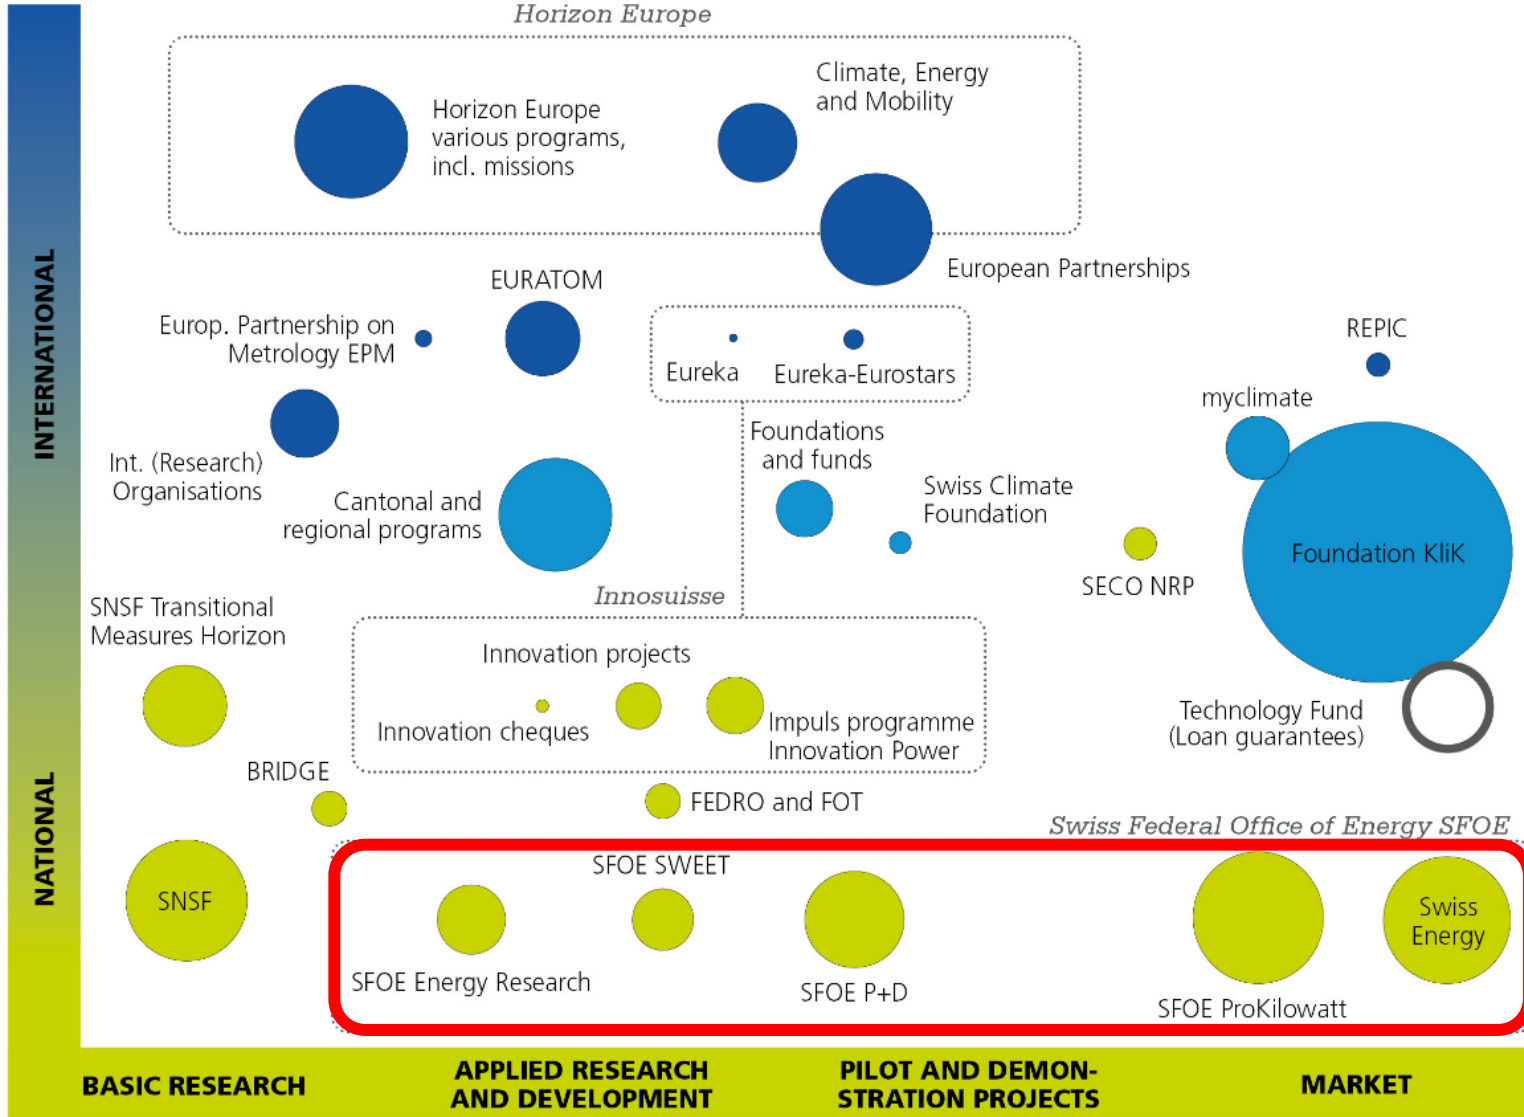 Horizon Europe
Horizon Europe
various programs,
incl. missions
Climate, Energy
and Mobility
European Partnerships
EURATOM
Europ. Partnership on
Metrology EPM
Eureka
Eureka-Eurostars
REPIC
myclimate
Int. (Research)
Organisations
Cantonal and
regional programs
Foundations
and funds
Swiss Climate
Foundation
Foundation KliK
SECO NRP
SNSF Transitional
Measures Horizon
Innosuisse
Innovation projects
Innovation cheques
Impuls programme
Innovation Power
Technology Fund
(Loan guarantees)
BRIDGE
FEDRO and FOT
Swiss Federal Office of Energy SFOE
SNSF
SFOE Energy Research
SFOE SWEET
SFOE P+D
SFOE ProKilowatt
Swiss
Energy
INTERNATIONAL
NATIONAL
BASIC RESEARCH
APPLIED RESEARCH
AND DEVELOPMENT
PILOT AND DEMON-
STRATION PROJECTS
MARKET